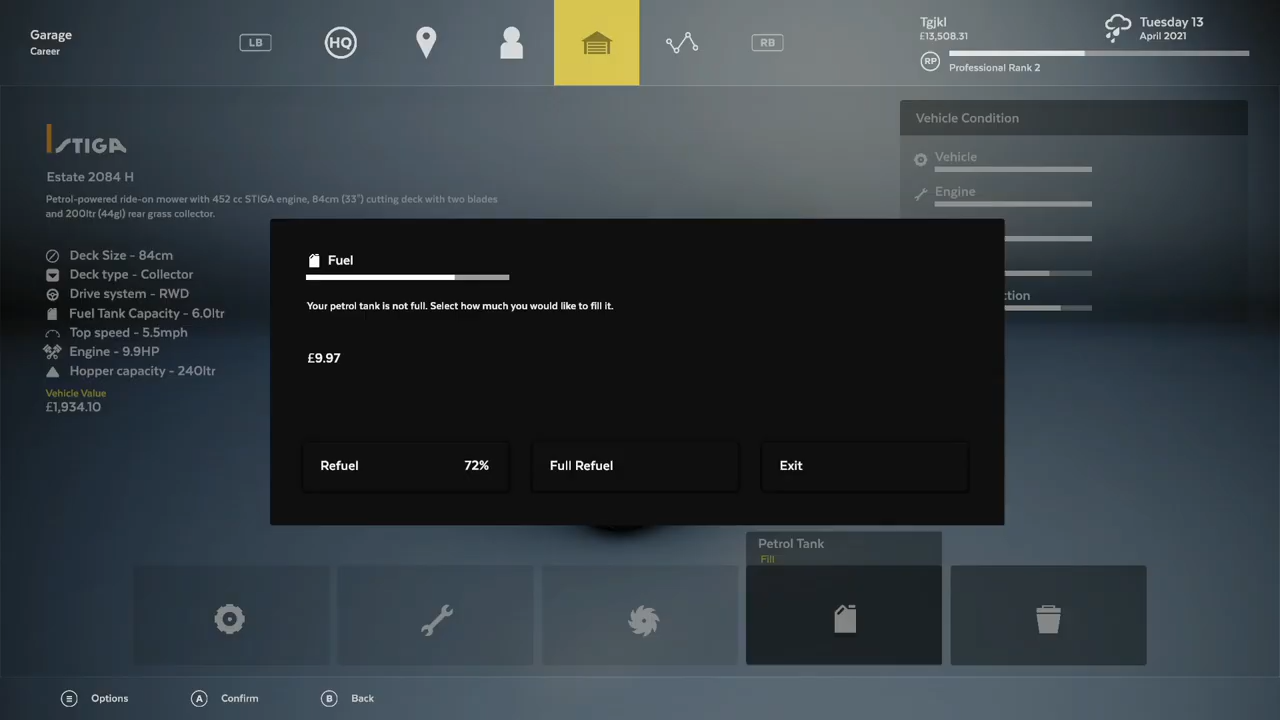 Garage
Career
LB
HQ
RB
Tgjkl
£13,508.31
RP
Professional Rank 2
Tuesday 13
April 2021
STIGA
Estate 2084 H
Petrol-powered ride-on mower with 452 cc STIGA engine, 84cm (33") cutting deck with two blades
and 200ltr (44gl) rear grass collector.
Deck Size - 84cm
Deck type - Collector
Drive system - RWD
Fuel Tank Capacity - 6.0ltr
Top speed - 5.5mph
Engine - 9.9HP
Hopper capacity - 240ltr
Vehicle Value
£1,934.10
Vehicle Condition
Vehicle
Engine
tion
Fuel
Your petrol tank is not full. Select how much you would like to fill it.
£9.97
Refuel 72%
Full Refuel
Exit
Petrol Tank
Fill
Options
A Confirm
B Back